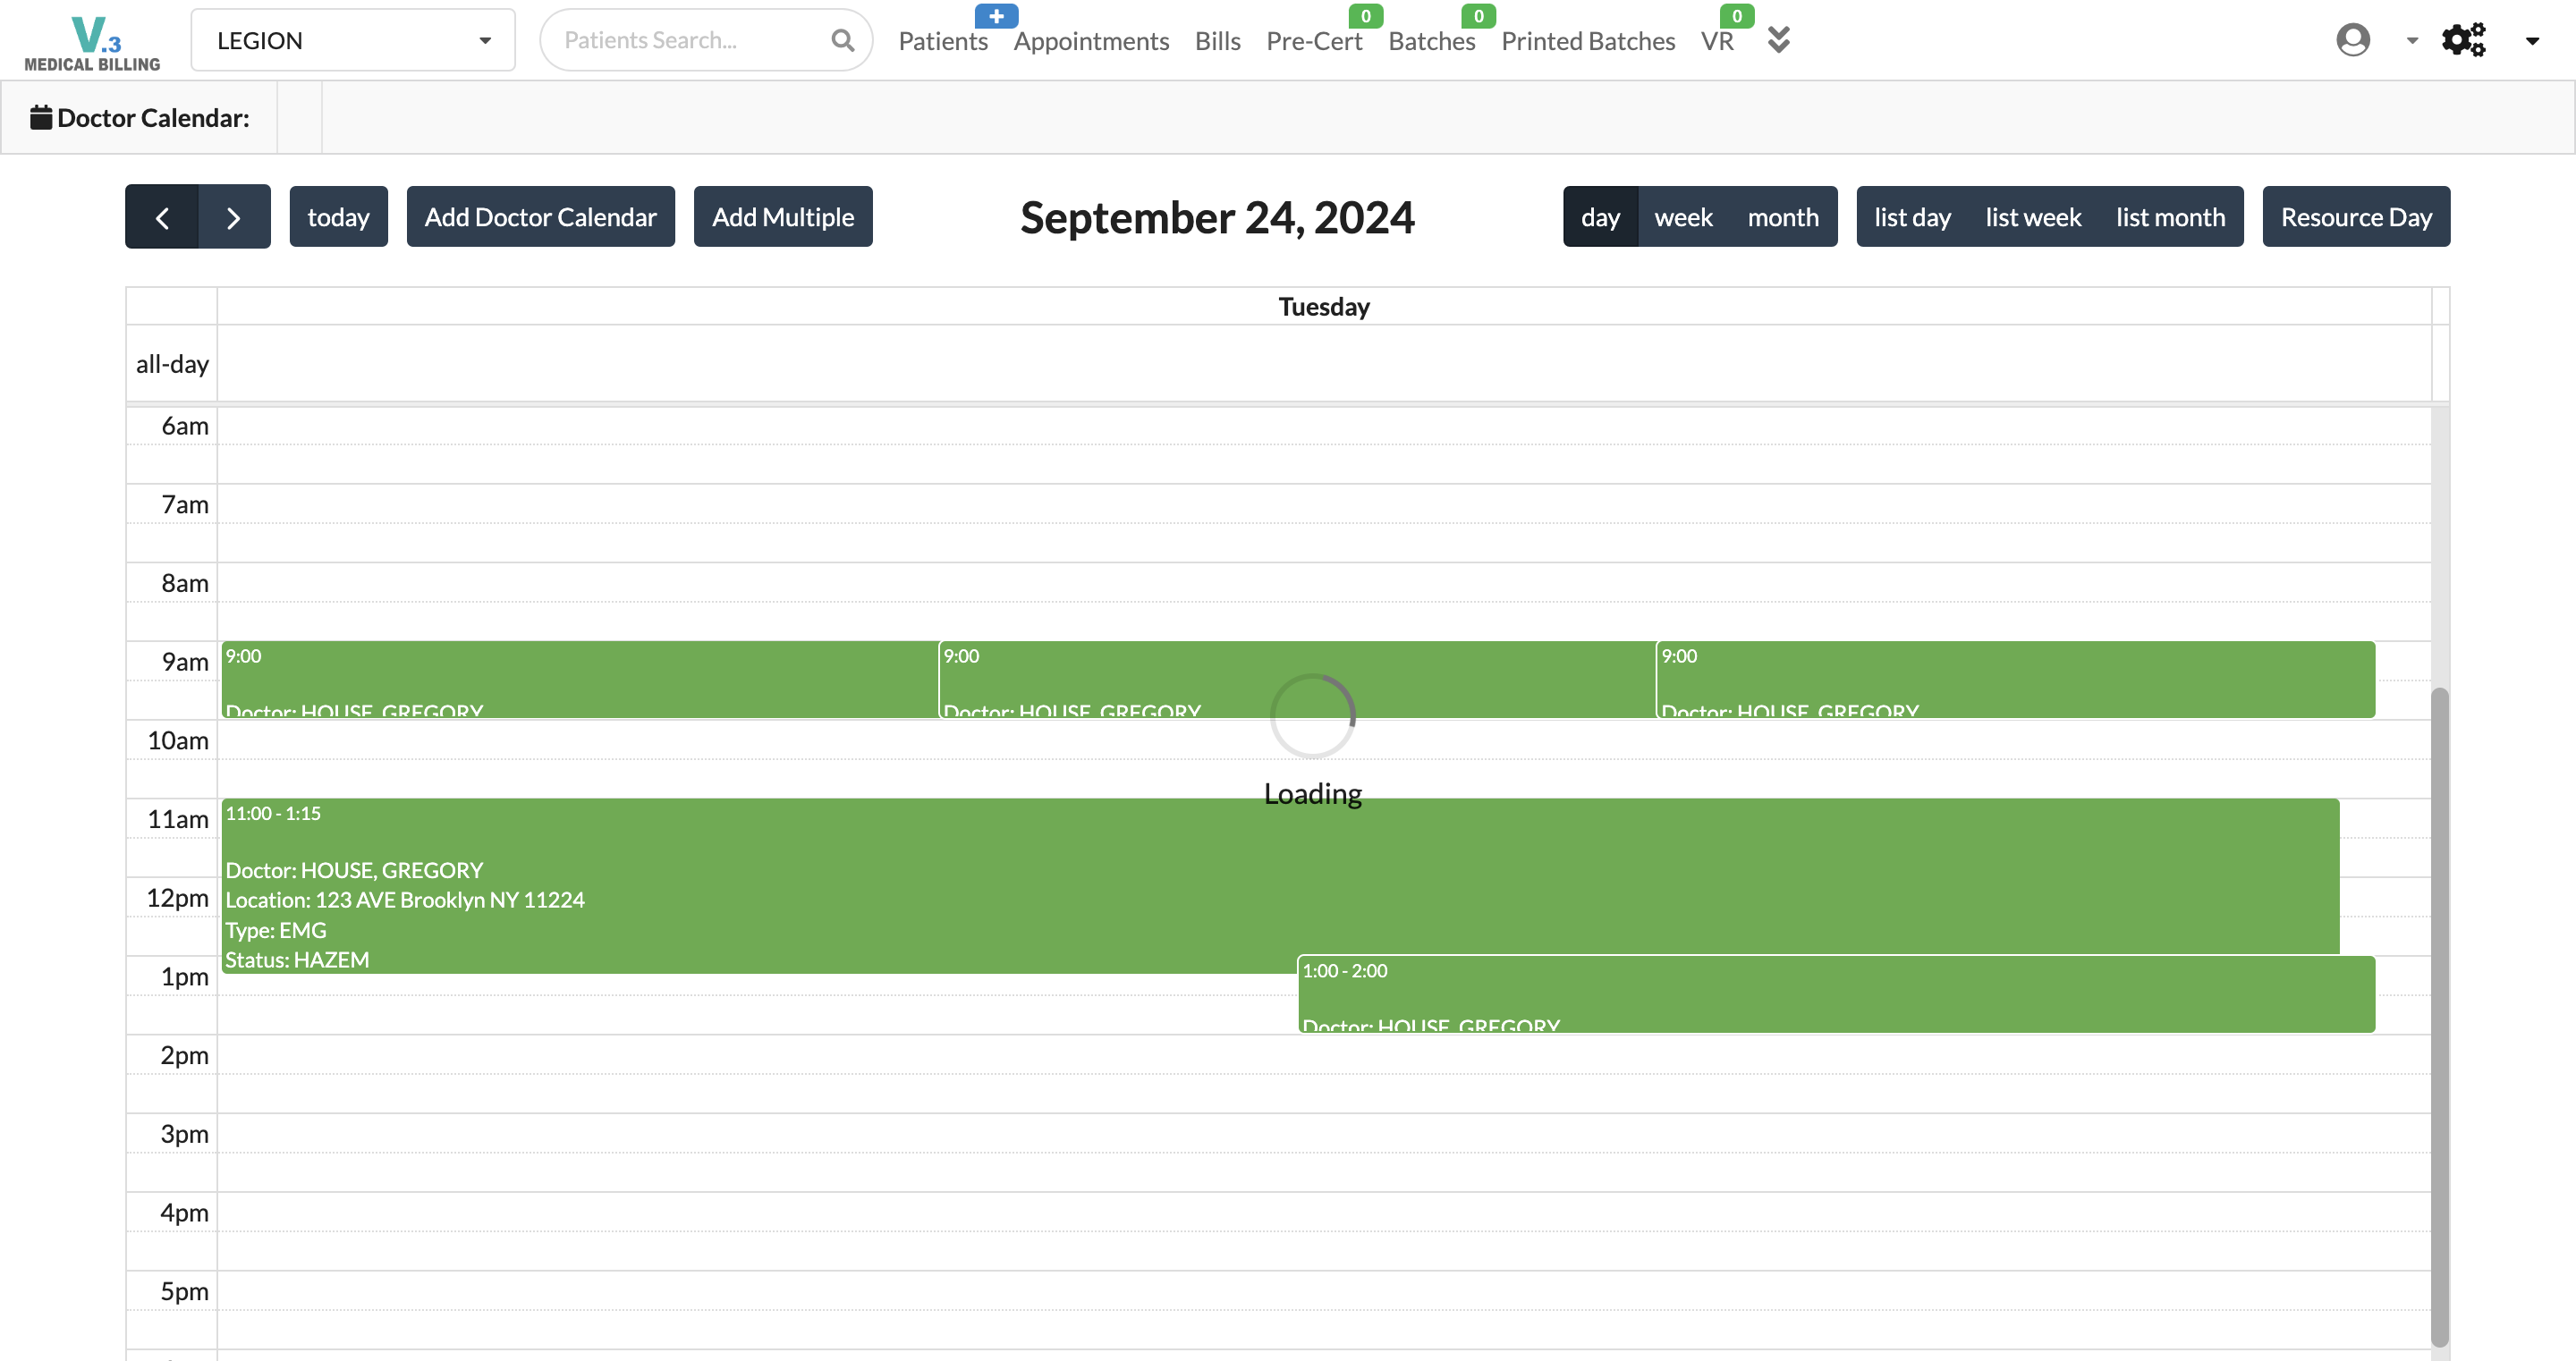 V.3
MEDICAL BILLING
LEGION
Patients Search...
Patients
Appointments
Bills
Pre-Cert
0
Batches
0
Printed Batches
VR
0
Doctor Calendar:
today
Add Doctor Calendar
Add Multiple
September 24, 2024
day
week
month
list day
list week
list month
Resource Day
Tuesday
all-day
6am
7am
8am
9am
9:00
Doctor: HOUSE, GREGORY
9:00
Doctor: HOUSE, GREGORY
9:00
Doctor: HOUSE, GREGORY
Loading
10am
11am
11:00 - 1:15
Doctor: HOUSE, GREGORY
Location: 123 AVE Brooklyn NY 11224
Type: EMG
Status: HAZEM
12pm
1pm
1:00 - 2:00
Doctor: HOUSE, GREGORY
2pm
3pm
4pm
5pm